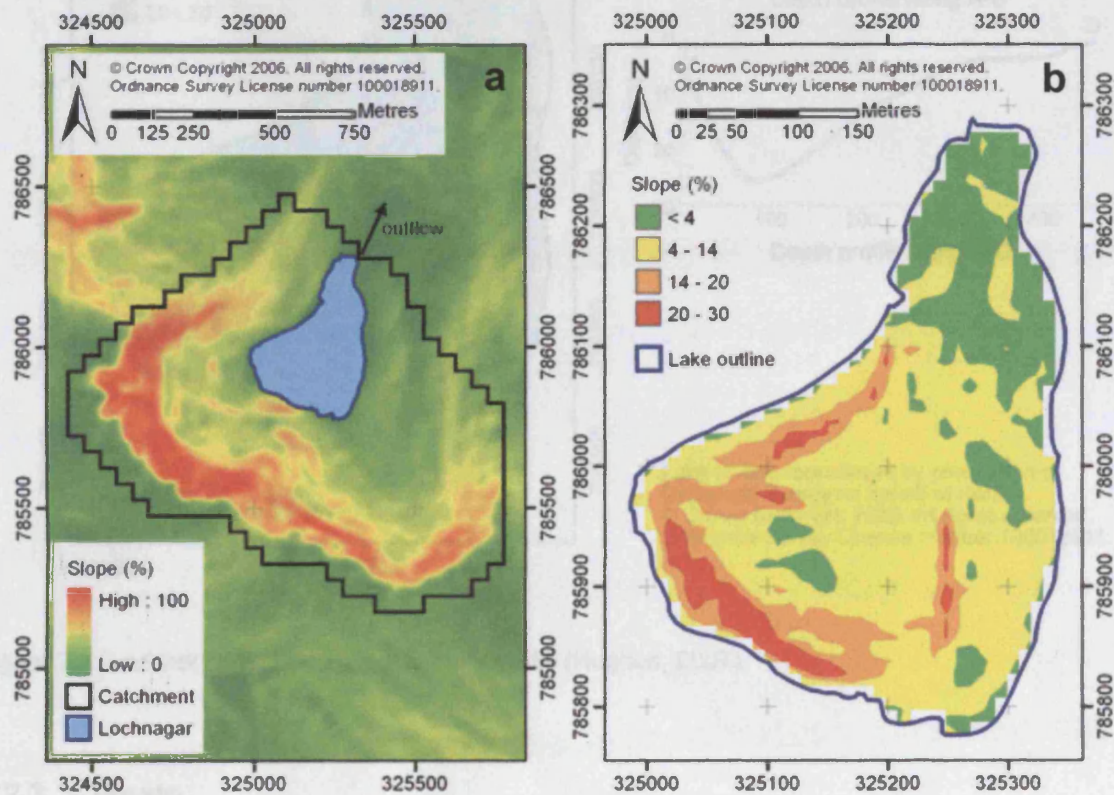 324500 325000 325500
325000 325100 325200 325300
N
© Crown Copyright 2006. All rights reserved.
Ordnance Survey License number 100018911.
a
Metres
0 125 250 500 750
786500
786000
785500
785000
786500
786000
785500
785000
outflow
Slope (%)
High : 100
Low : 0
Catchment
Lochnagar
324500 325000 325500
N
© Crown Copyright 2006. All rights reserved.
Ordnance Survey License number 100018911.
b
Metres
0 25 50 100 150
Slope (%)
< 4
4 - 14
14 - 20
20 - 30
Lake outline
786300
786200
786100
786000
785900
785800
786300
786200
786100
786000
785900
785800
325000 325100 325200 325300